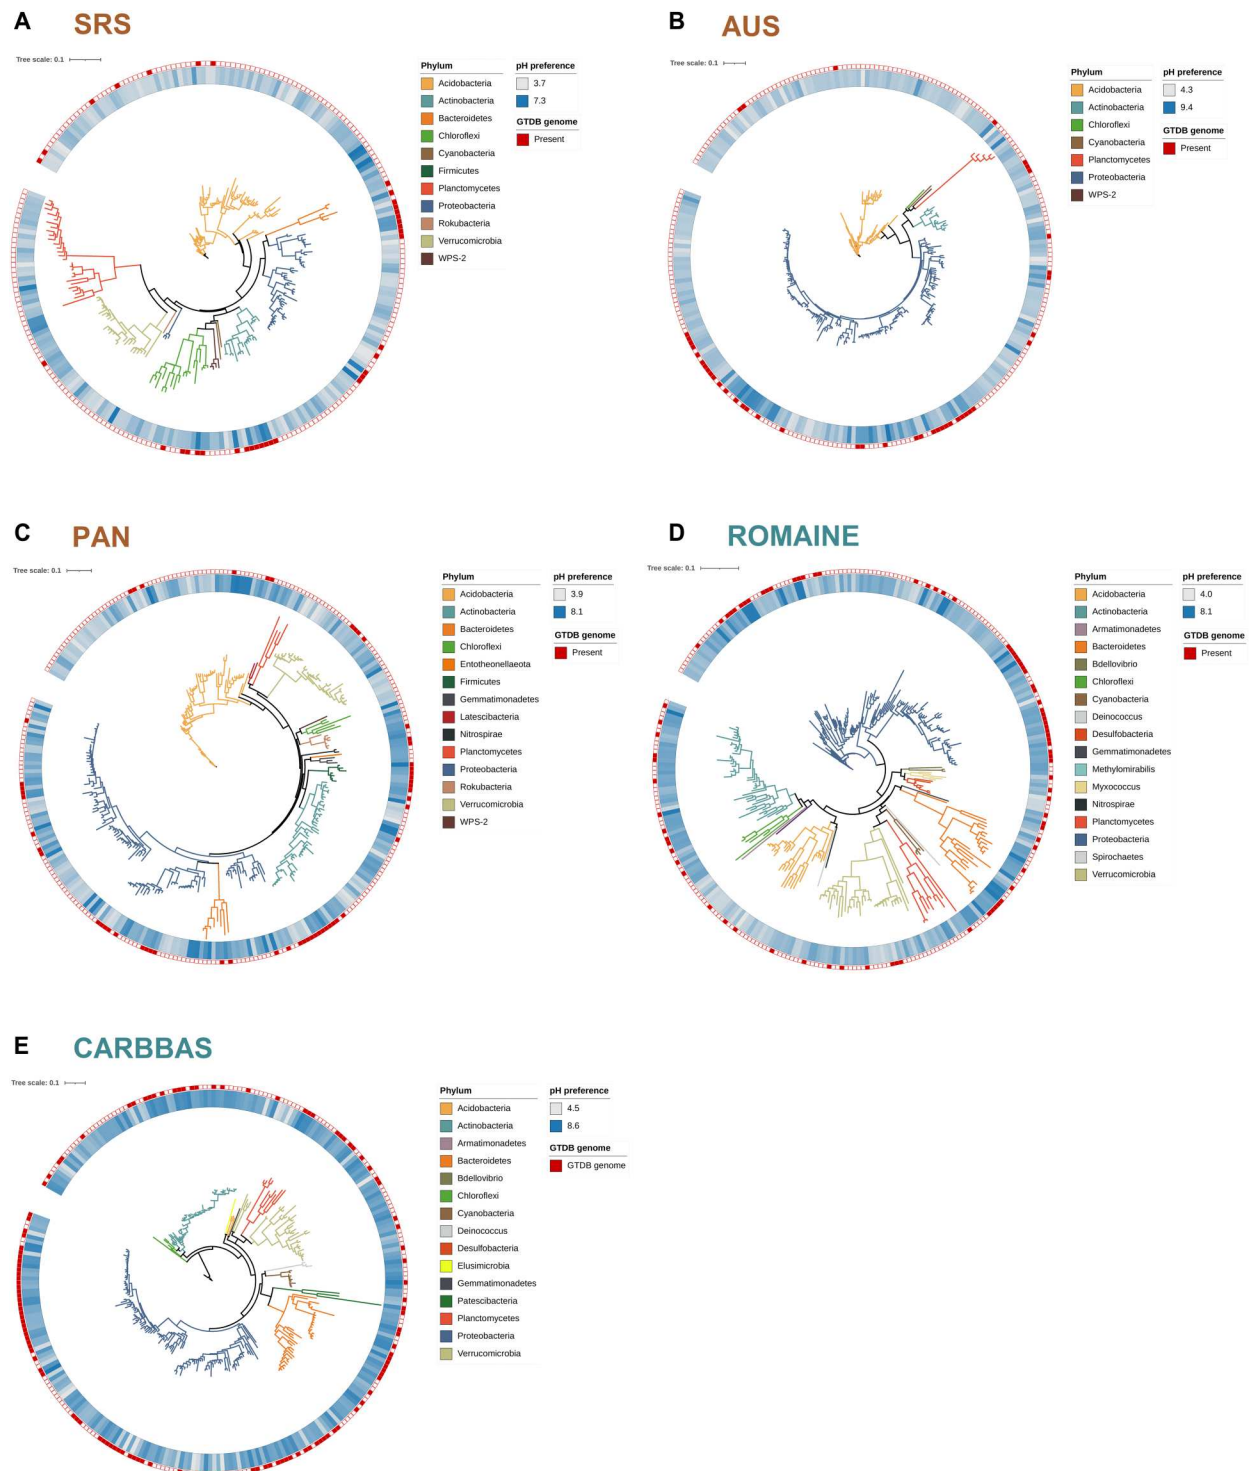 A SRS
Tree scale: 0.1
Phylum
Acidobacteria
Actinobacteria
Bacteroidetes
Chloroflexi
Cyanobacteria
Firmicutes
Planctomycetes
Proteobacteria
Rokubacteria
Verrucomicrobia
WPS-2
pH preference
3.7
7.3
GTDB genome
Present
B AUS
Tree scale: 0.1
Phylum
Acidobacteria
Actinobacteria
Chloroflexi
Cyanobacteria
Planctomycetes
Proteobacteria
WPS-2
pH preference
4.3
9.4
GTDB genome
Present
C PAN
Tree scale: 0.1
Phylum
Acidobacteria
Actinobacteria
Bacteroidetes
Chloroflexi
Entotheonellaeota
Firmicutes
Gemmatimonadetes
Latescibacteria
Nitrospirae
Planctomycetes
Proteobacteria
Rokubacteria
Verrucomicrobia
WPS-2
pH preference
3.9
8.1
GTDB genome
Present
D ROMAINE
Tree scale: 0.1
Phylum
Acidobacteria
Actinobacteria
Armatimonadetes
Bacteroidetes
Bdellovibrio
Chloroflexi
Cyanobacteria
Deinococcus
Desulfobacteria
Gemmatimonadetes
Methylomirabilis
Myxococcus
Nitrospirae
Planctomycetes
Proteobacteria
Spirochaetes
Verrucomicrobia
pH preference
4.0
8.1
GTDB genome
Present
E CARBBAS
Tree scale: 0.1
Phylum
Acidobacteria
Actinobacteria
Armatimonadetes
Bacteroidetes
Bdellovibrio
Chloroflexi
Cyanobacteria
Deinococcus
Desulfobacteria
Elusimicrobia
Gemmatimonadetes
Patescibacteria
Planctomycetes
Proteobacteria
Verrucomicrobia
pH preference
4.5
8.6
GTDB genome
GTDB genome